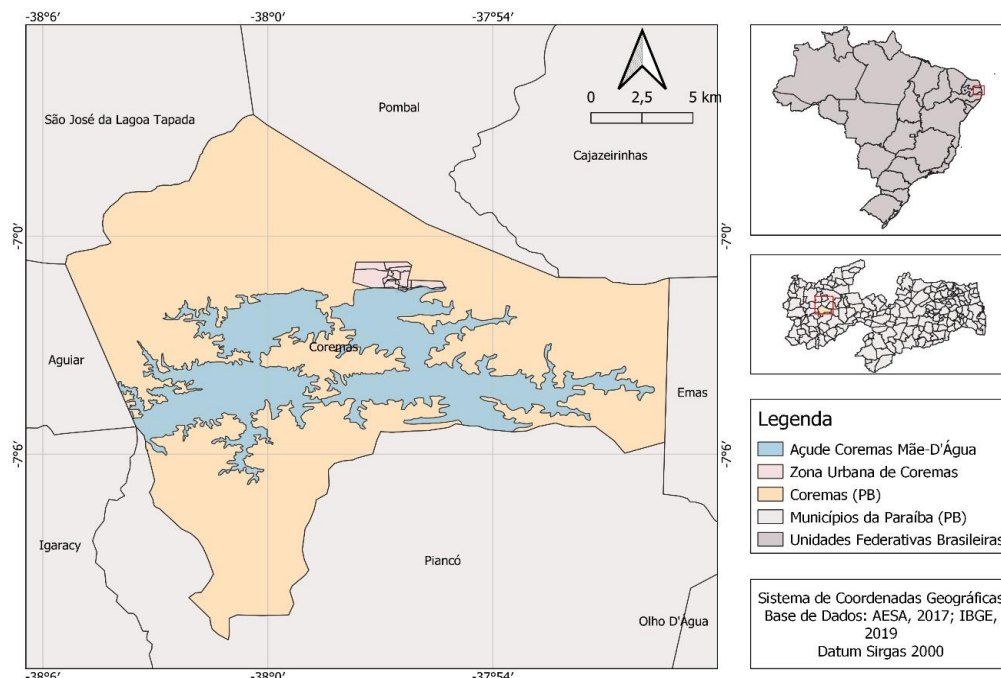 -38°6′
-38°0′
-37°54′
0 2,5 5 km
Pombal
São José da Lagoa Tapada
Cajazeirinhas
-7°0′
-7°0′
Coremas
Aguiar
Emas
-7°6′
-7°6′
Igaracy
Piancó
Olho D'Água
-38°6′
-38°0′
-37°54′
Legenda
Açude Coremas Mãe-D'Água
Zona Urbana de Coremas
Coremas (PB)
Municípios da Paraíba (PB)
Unidades Federativas Brasileiras
Sistema de Coordenadas Geográficas
Base de Dados: AESA, 2017; IBGE,
2019
Datum Sirgas 2000